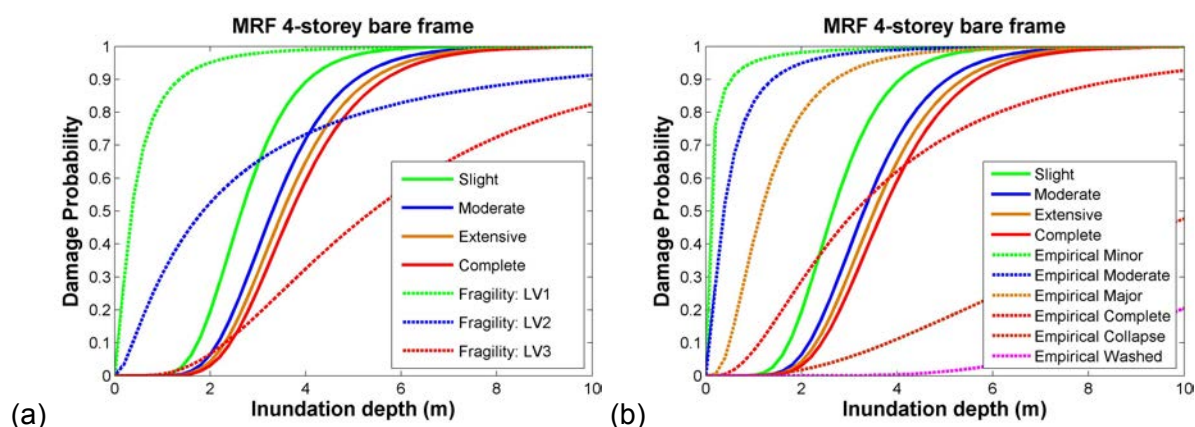 MRF 4-storey bare frame
1
0.9
0.8
0.7
0.6
0.5
0.4
0.3
0.2
0.1
0
Damage Probability
Slight
Moderate
Extensive
Complete
Fragility: LV1
Fragility: LV2
Fragility: LV3
0 2 4 6 8 10
Inundation depth (m)
(a)
MRF 4-storey bare frame
1
0.9
0.8
0.7
0.6
0.5
0.4
0.3
0.2
0.1
0
Damage Probability
Slight
Moderate
Extensive
Complete
Empirical Minor
Empirical Moderate
Empirical Major
Empirical Complete
Empirical Collapse
Empirical Washed
0 2 4 6 8 10
Inundation depth (m)
(b)